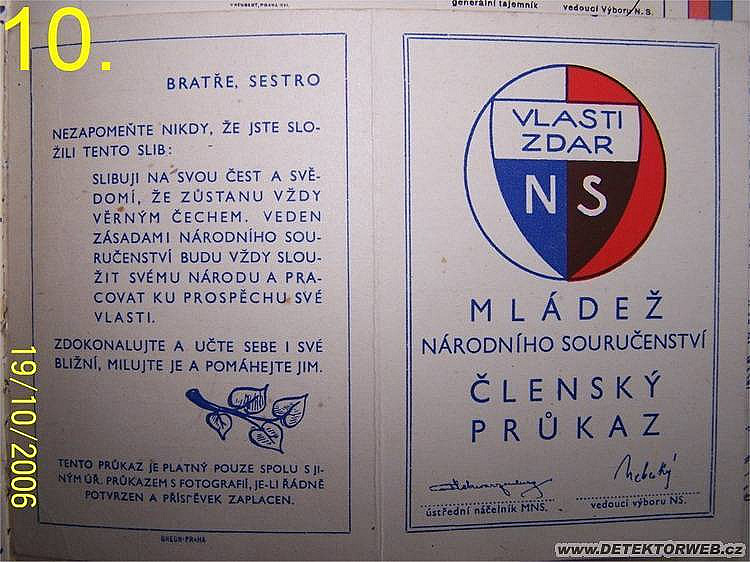 10.
generální tajemník
vedoucí Výboru N. S.
BRATŘE, SESTRO
NEZAPOMEŇTE NIKDY, ŽE JSTE SLO-
ŽILI TENTO SLIB:
SLIBUJI NA SVOU ČEST A SVĚ-
DOMÍ, ŽE ZŮSTANU VŽDY
VĚRNÝM ČECHEM. VEDEN
ZÁSADAMI NÁRODNÍHO SOU-
RUČENSTVÍ BUDU VŽDY SLOU-
ŽIT SVÉMU NÁRODU A PRA-
COVAT KU PROSPĚCHU SVÉ
VLASTI.
ZDOKONALUJTE A UČTE SEBE I SVÉ
BLIŽNÍ, MILUJTE JE A POMÁHEJTE JIM.
TENTO PRŮKAZ JE PLATNÝ POUZE SPOLU S JI-
NÝM ÚŘ. PRŮKAZEM S FOTOGRAFIÍ, JE-LI ŘÁDNĚ
POTVRZEN A PŘÍSPĚVEK ZAPLACEN.
VLASTI
ZDAR
NS
MLÁDEŽ
NÁRODNÍHO SOURUČENSTVÍ
ČLENSKÝ
PRŮKAZ
ústřední náčelník MNS.
vedoucí výboru NS.
19/10/2006
www.DETEKTORWEB.cz